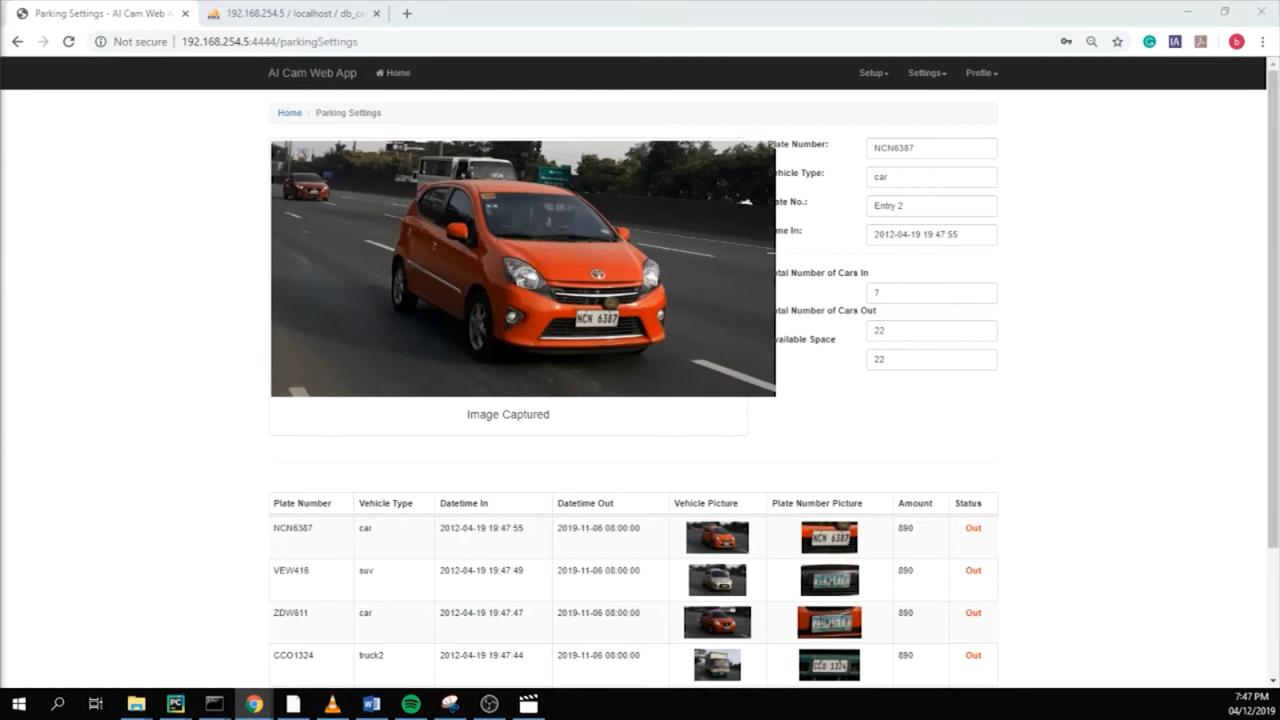 Parking Settings - AI Cam Web A
192.168.254.5 / localhost / db_ca
Not secure | 192.168.254.5:4444/parkingSettings
AI Cam Web App Home Setup Settings Profile
Home / Parking Settings
Plate Number: NCN6387
Vehicle Type: car
ate No.: Entry 2
me In: 2012-04-19 19:47:55
otal Number of Cars In
7
otal Number of Cars Out
22
vailable Space
22
NCN 6387
Image Captured
Plate Number Vehicle Type Datetime In Datetime Out Vehicle Picture Plate Number Picture Amount Status
NCN6387 car 2012-04-19 19:47:55 2019-11-06 08:00:00 NCN 6387 890 Out
VEW416 suv 2012-04-19 19:47:49 2019-11-06 08:00:00 890 Out
ZDW611 car 2012-04-19 19:47:47 2019-11-06 08:00:00 890 Out
CCO1324 truck2 2012-04-19 19:47:44 2019-11-06 08:00:00 CCO 1324 890 Out
7:47 PM
04/12/2019